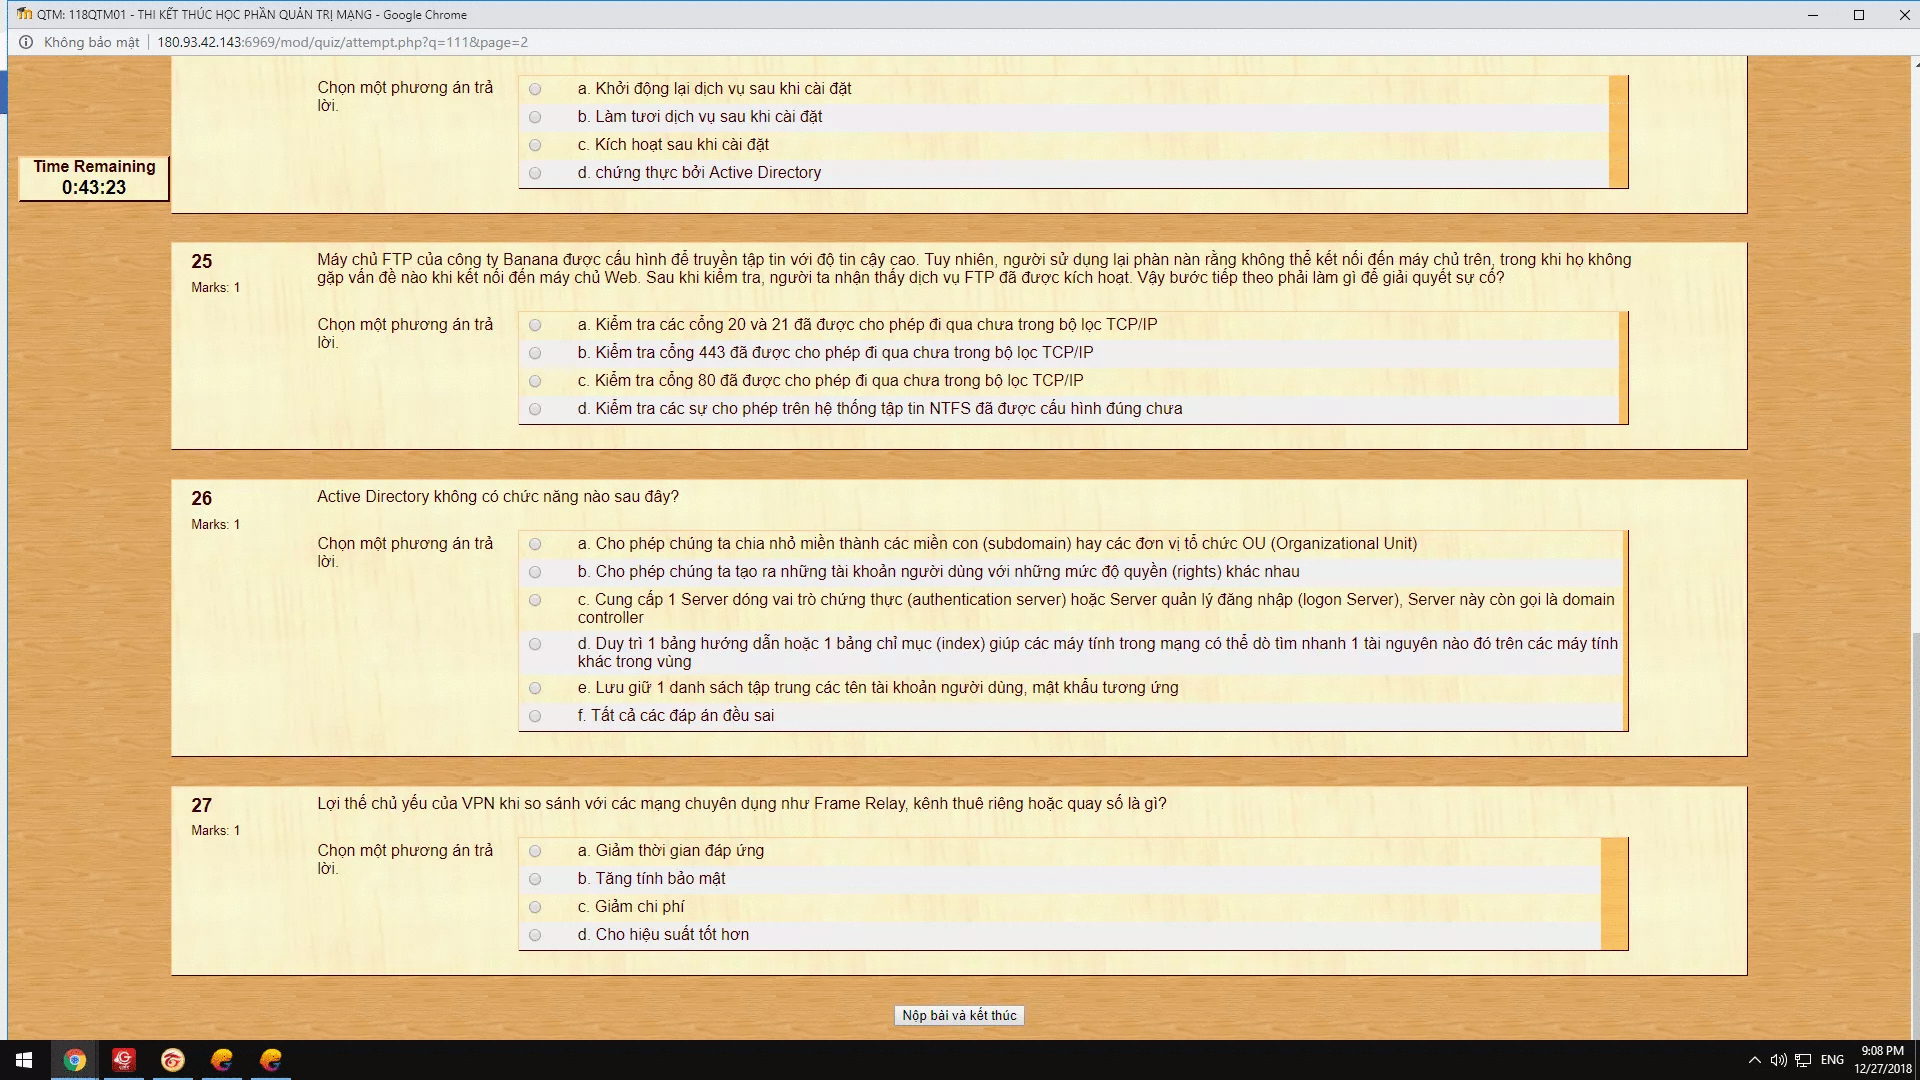 QTM: 118QTM01 - THI KẾT THÚC HỌC PHẦN QUẢN TRỊ MẠNG - Google Chrome
Không bảo mật | 180.93.42.143:6969/mod/quiz/attempt.php?q=111&page=2
Time Remaining
0:43:23
Chọn một phương án trả
lời.
a. Khởi động lại dịch vụ sau khi cài đặt
b. Làm tươi dịch vụ sau khi cài đặt
c. Kích hoạt sau khi cài đặt
d. chứng thực bởi Active Directory
25
Marks: 1
Máy chủ FTP của công ty Banana được cấu hình để truyền tập tin với độ tin cậy cao. Tuy nhiên, người sử dụng lại phàn nàn rằng không thể kết nối đến máy chủ trên, trong khi họ không
gặp vấn đề nào khi kết nối đến máy chủ Web. Sau khi kiểm tra, người ta nhận thấy dịch vụ FTP đã được kích hoạt. Vậy bước tiếp theo phải làm gì để giải quyết sự cố?
Chọn một phương án trả
lời.
a. Kiểm tra các cổng 20 và 21 đã được cho phép đi qua chưa trong bộ lọc TCP/IP
b. Kiểm tra cổng 443 đã được cho phép đi qua chưa trong bộ lọc TCP/IP
c. Kiểm tra cổng 80 đã được cho phép đi qua chưa trong bộ lọc TCP/IP
d. Kiểm tra các sự cho phép trên hệ thống tập tin NTFS đã được cấu hình đúng chưa
26
Marks: 1
Active Directory không có chức năng nào sau đây?
Chọn một phương án trả
lời.
a. Cho phép chúng ta chia nhỏ miền thành các miền con (subdomain) hay các đơn vị tổ chức OU (Organizational Unit)
b. Cho phép chúng ta tạo ra những tài khoản người dùng với những mức độ quyền (rights) khác nhau
c. Cung cấp 1 Server dóng vai trò chứng thực (authentication server) hoặc Server quản lý đăng nhập (logon Server), Server này còn gọi là domain
controller
d. Duy trì 1 bảng hướng dẫn hoặc 1 bảng chỉ mục (index) giúp các máy tính trong mạng có thể dò tìm nhanh 1 tài nguyên nào đó trên các máy tính
khác trong vùng
e. Lưu giữ 1 danh sách tập trung các tên tài khoản người dùng, mật khẩu tương ứng
f. Tất cả các đáp án đều sai
27
Marks: 1
Lợi thế chủ yếu của VPN khi so sánh với các mạng chuyên dụng như Frame Relay, kênh thuê riêng hoặc quay số là gì?
Chọn một phương án trả
lời.
a. Giảm thời gian đáp ứng
b. Tăng tính bảo mật
c. Giảm chi phí
d. Cho hiệu suất tốt hơn
Nộp bài và kết thúc
ENG
9:08 PM
12/27/2018